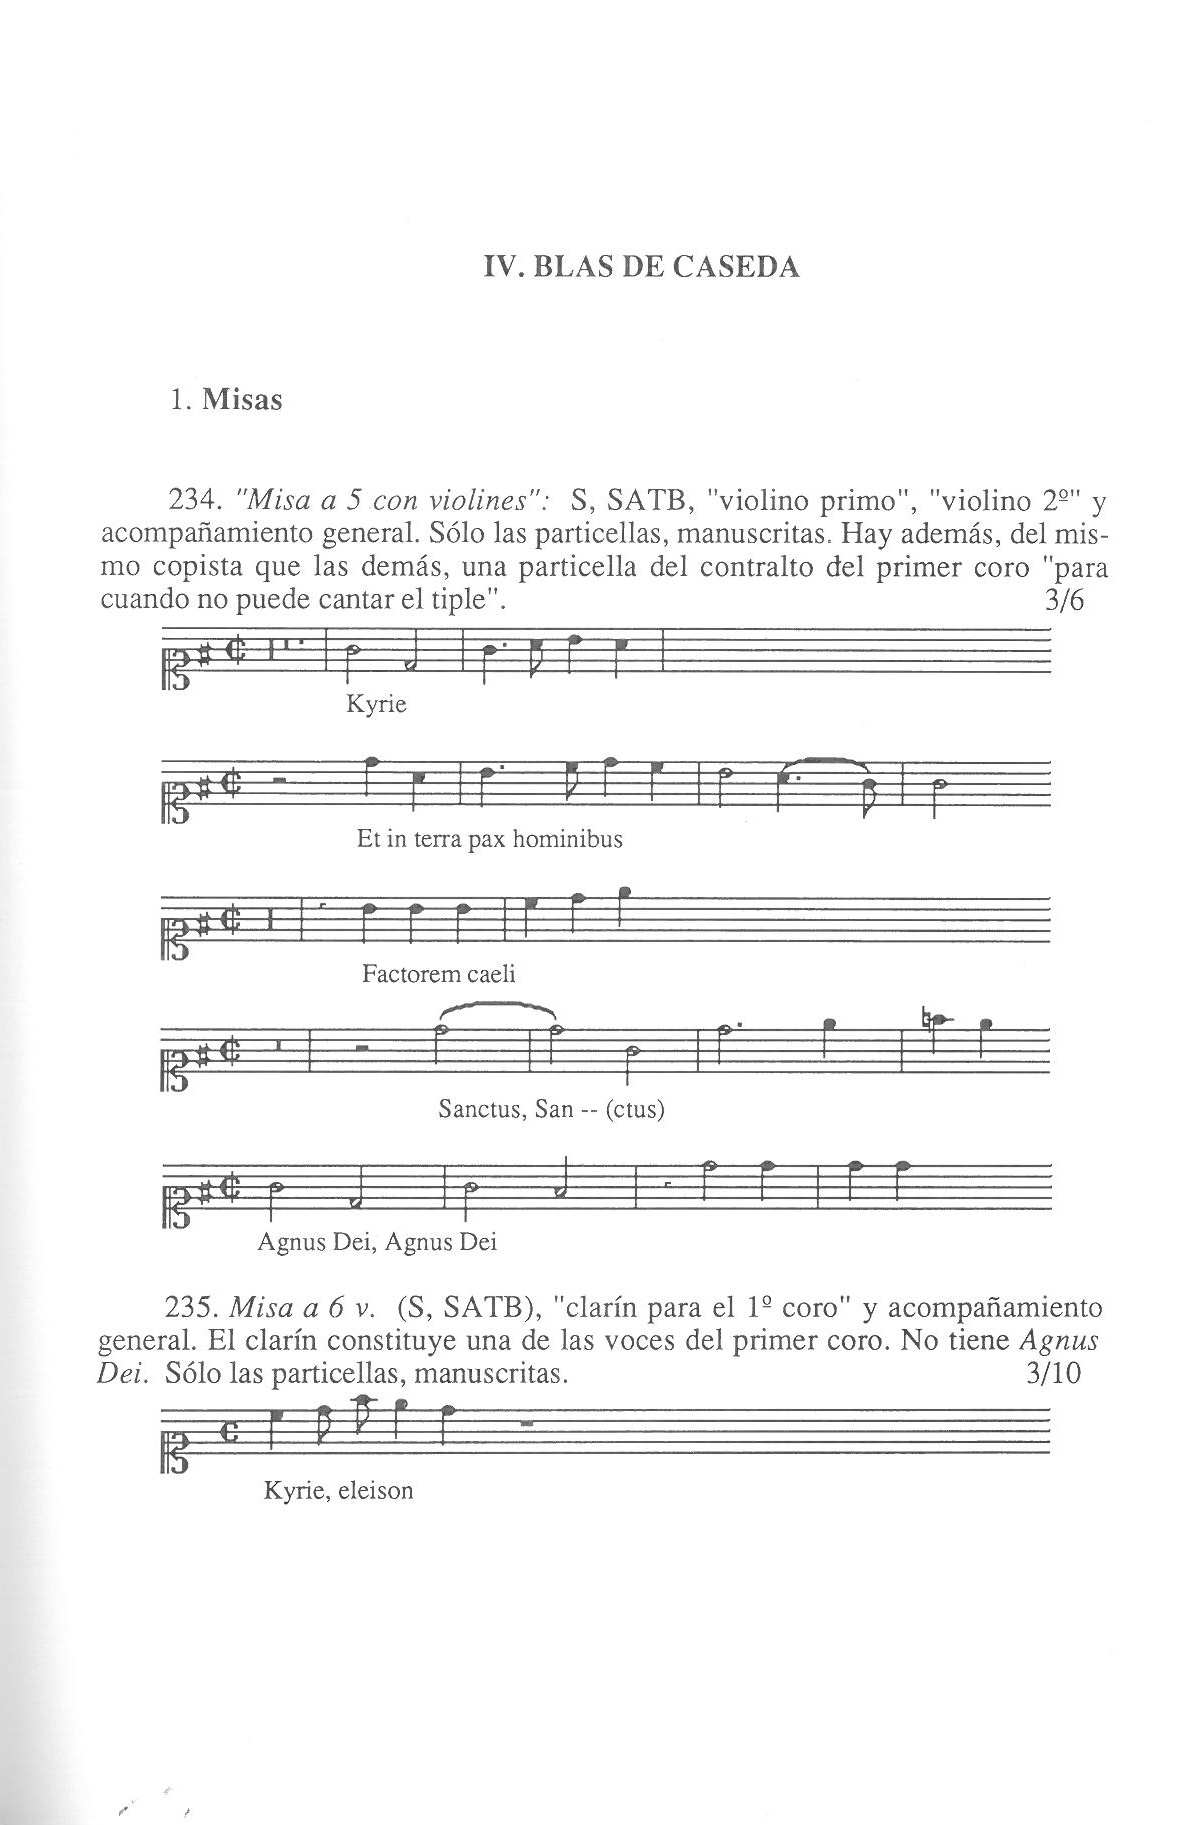 IV. BLAS DE CASEDA
1. Misas
234. "Misa a 5 con violines": S, SATB, "violino primo", "violino 2º" y
acompañamiento general. Sólo las particellas, manuscritas. Hay además, del mis-
mo copista que las demás, una particella del contralto del primer coro "para
cuando no puede cantar el tiple". 3/6
Kyrie
Et in terra pax hominibus
Factorem caeli
Sanctus, San -- (ctus)
Agnus Dei, Agnus Dei
235. Misa a 6 v. (S, SATB), "clarín para el 1º coro" y acompañamiento
general. El clarín constituye una de las voces del primer coro. No tiene Agnus
Dei. Sólo las particellas, manuscritas. 3/10
Kyrie, eleison